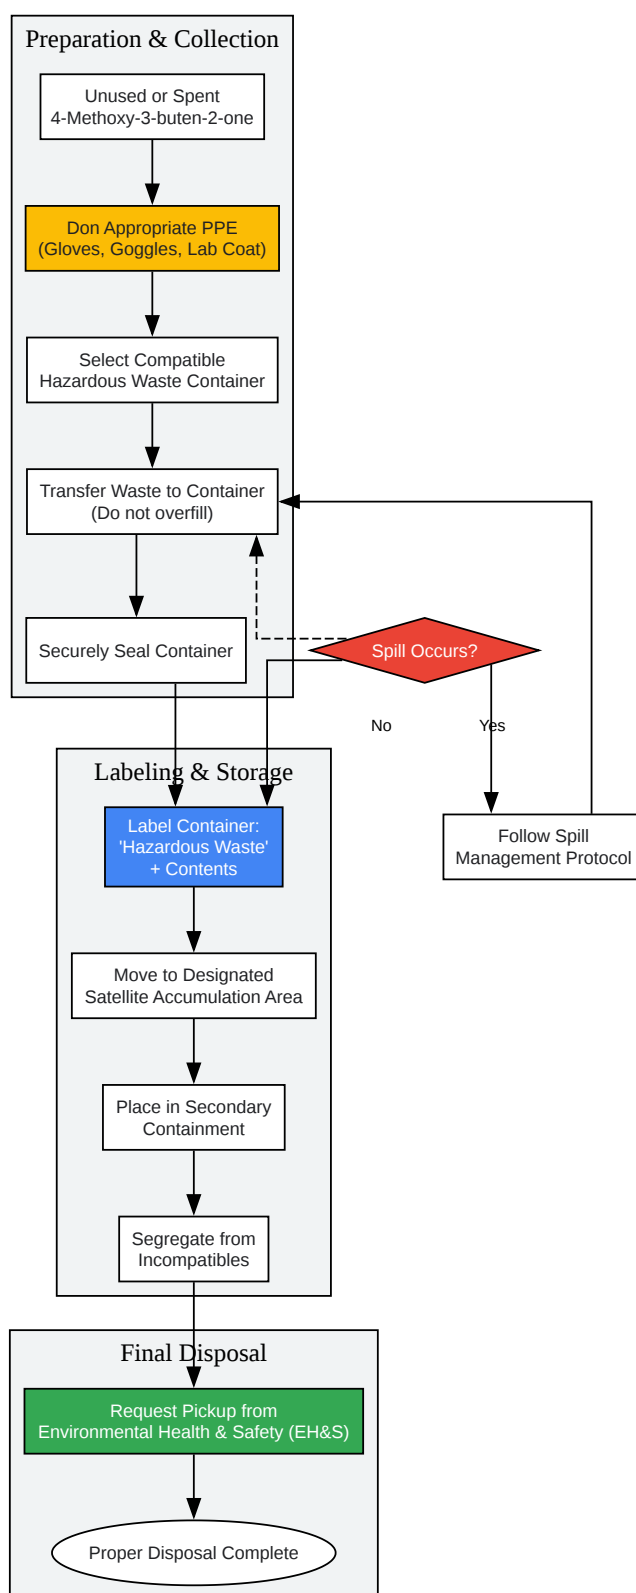 Preparation & Collection
Unused or Spent
4-Methoxy-3-buten-2-one
Don Appropriate PPE
(Gloves, Goggles, Lab Coat)
Select Compatible
Hazardous Waste Container
Transfer Waste to Container
(Do not overfill)
Securely Seal Container
Spill Occurs?
No
Yes
Follow Spill
Management Protocol
Labeling & Storage
Label Container:
'Hazardous Waste'
+ Contents
Move to Designated
Satellite Accumulation Area
Place in Secondary
Containment
Segregate from
Incompatibles
Final Disposal
Request Pickup from
Environmental Health & Safety (EH&S)
Proper Disposal Complete